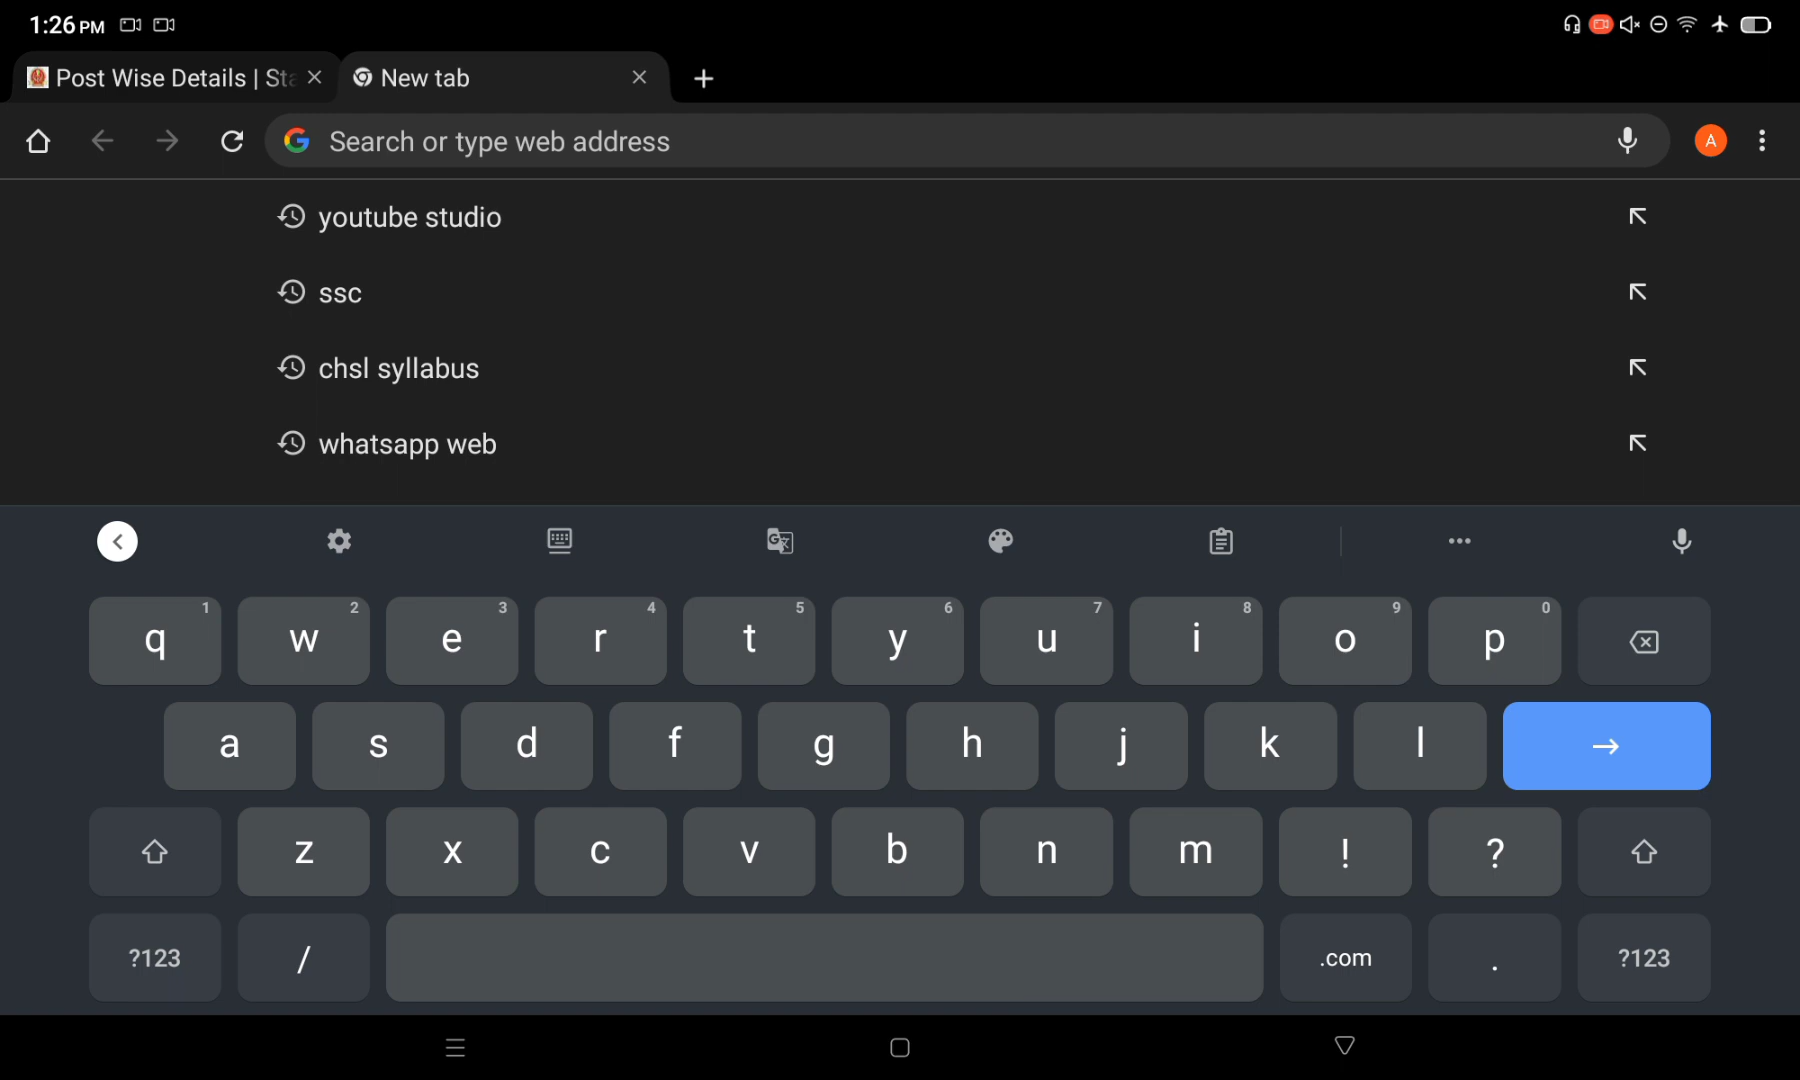 1:26 PM
Post Wise Details | Sta
New tab
Search or type web address
A
youtube studio
ssc
chsl syllabus
whatsapp web
q 1 w 2 e 3 r 4 t 5 y 6 u 7 i 8 o 9 p 0
a s d f g h j k l →
z x c v b n m ! ?
?123 / .com . ?123